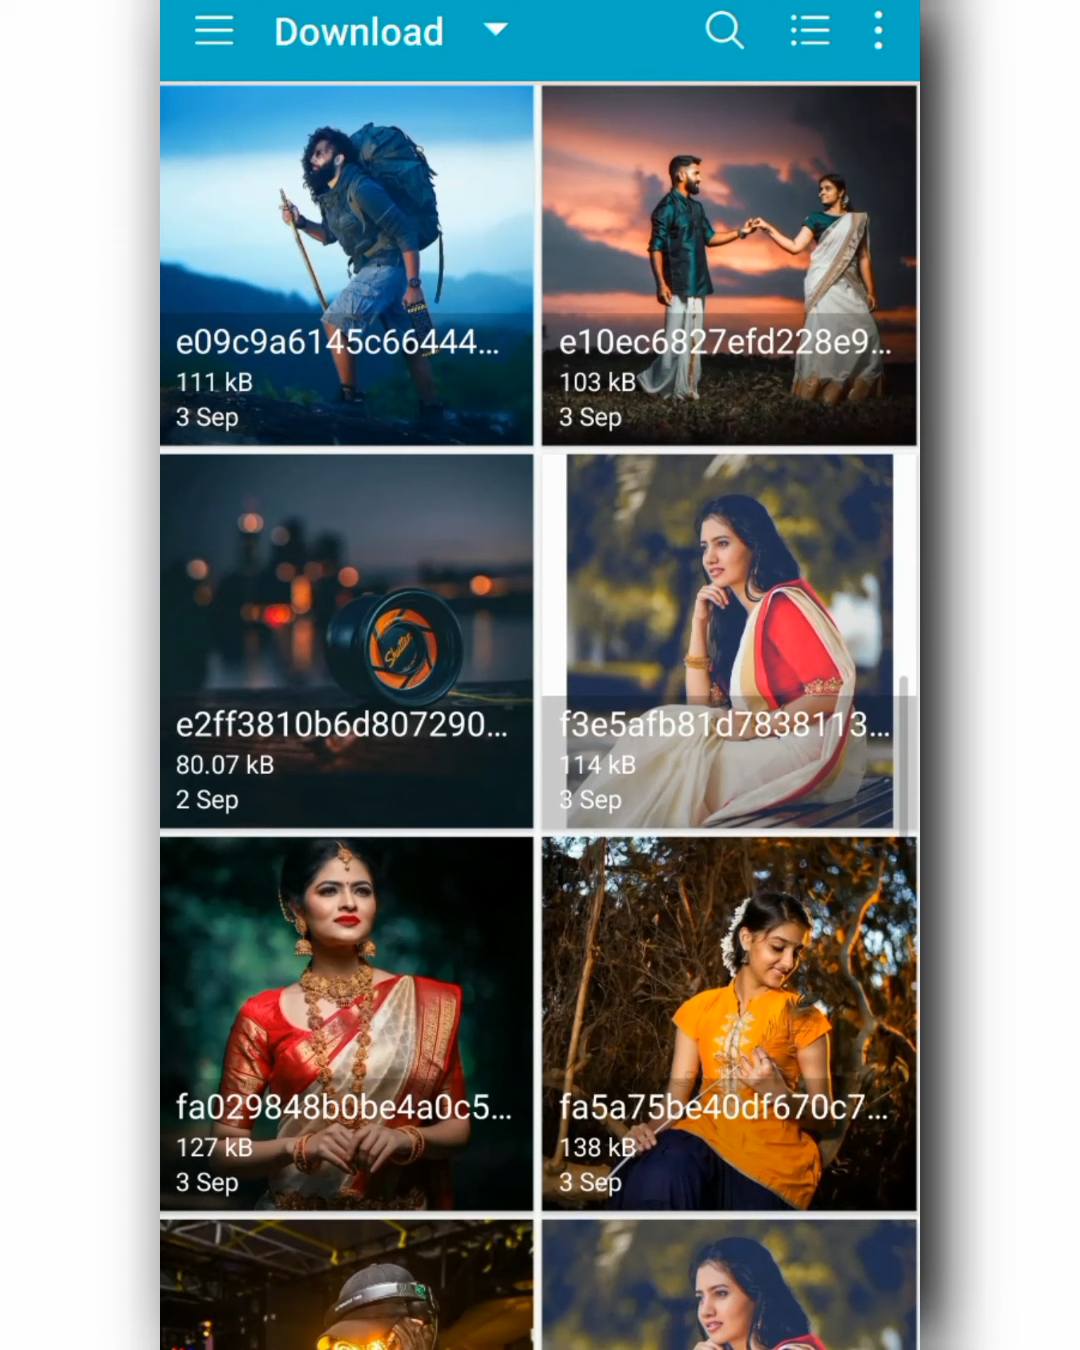 Download
e09c9a6145c66444...
111 kB
3 Sep
e10ec6827efd228e9...
103 kB
3 Sep
Shutter
e2ff3810b6d807290...
80.07 kB
2 Sep
f3e5afb81d7838113...
114 kB
3 Sep
fa029848b0be4a0c5...
127 kB
3 Sep
fa5a75be40df670c7...
138 kB
3 Sep